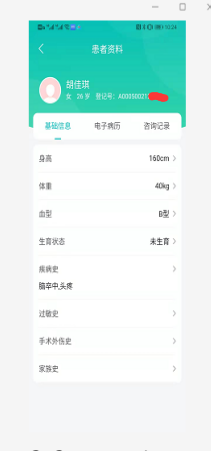 10:24
患者资料
胡佳琪
女 26岁 登记号：A000500212
基础信息 电子病历 咨询记录
身高 160cm
体重 40kg
血型 B型
生育状态 未生育
疾病史
脑卒中,头疼
过敏史
手术外伤史
家族史